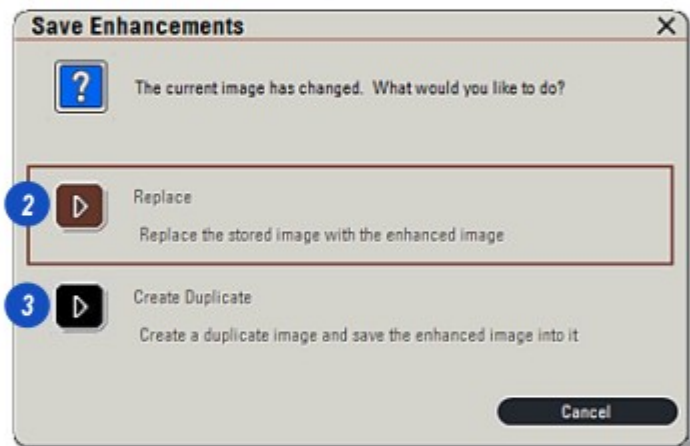 Save Enhancements
?
The current image has changed. What would you like to do?
2
Replace
Replace the stored image with the enhanced image
3
Create Duplicate
Create a duplicate image and save the enhanced image into it
Cancel